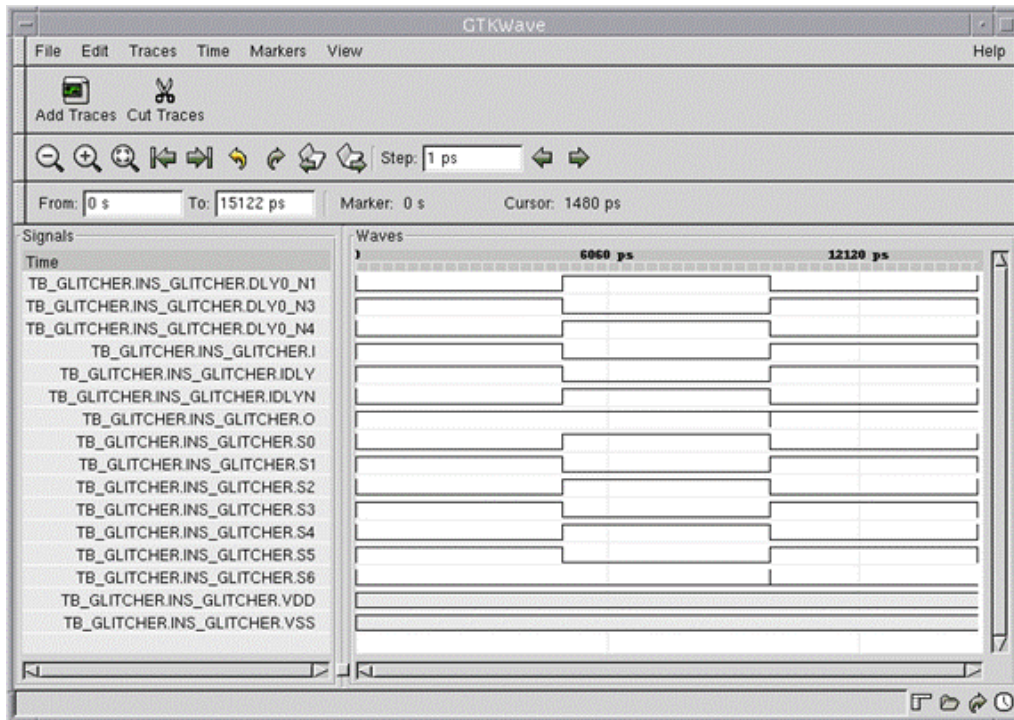 GTKWave
File Edit Traces Time Markers View Help
Add Traces Cut Traces
Step: 1 ps
From: 0 s To: 15122 ps Marker: 0 s Cursor: 1480 ps
Signals Waves
Time 6060 ps 12120 ps
TB_GLITCHER.INS_GLITCHER.DLY0_N1
TB_GLITCHER.INS_GLITCHER.DLY0_N3
TB_GLITCHER.INS_GLITCHER.DLY0_N4
TB_GLITCHER.INS_GLITCHER.I
TB_GLITCHER.INS_GLITCHER.IDLY
TB_GLITCHER.INS_GLITCHER.IDLYN
TB_GLITCHER.INS_GLITCHER.O
TB_GLITCHER.INS_GLITCHER.S0
TB_GLITCHER.INS_GLITCHER.S1
TB_GLITCHER.INS_GLITCHER.S2
TB_GLITCHER.INS_GLITCHER.S3
TB_GLITCHER.INS_GLITCHER.S4
TB_GLITCHER.INS_GLITCHER.S5
TB_GLITCHER.INS_GLITCHER.S6
TB_GLITCHER.INS_GLITCHER.VDD
TB_GLITCHER.INS_GLITCHER.VSS